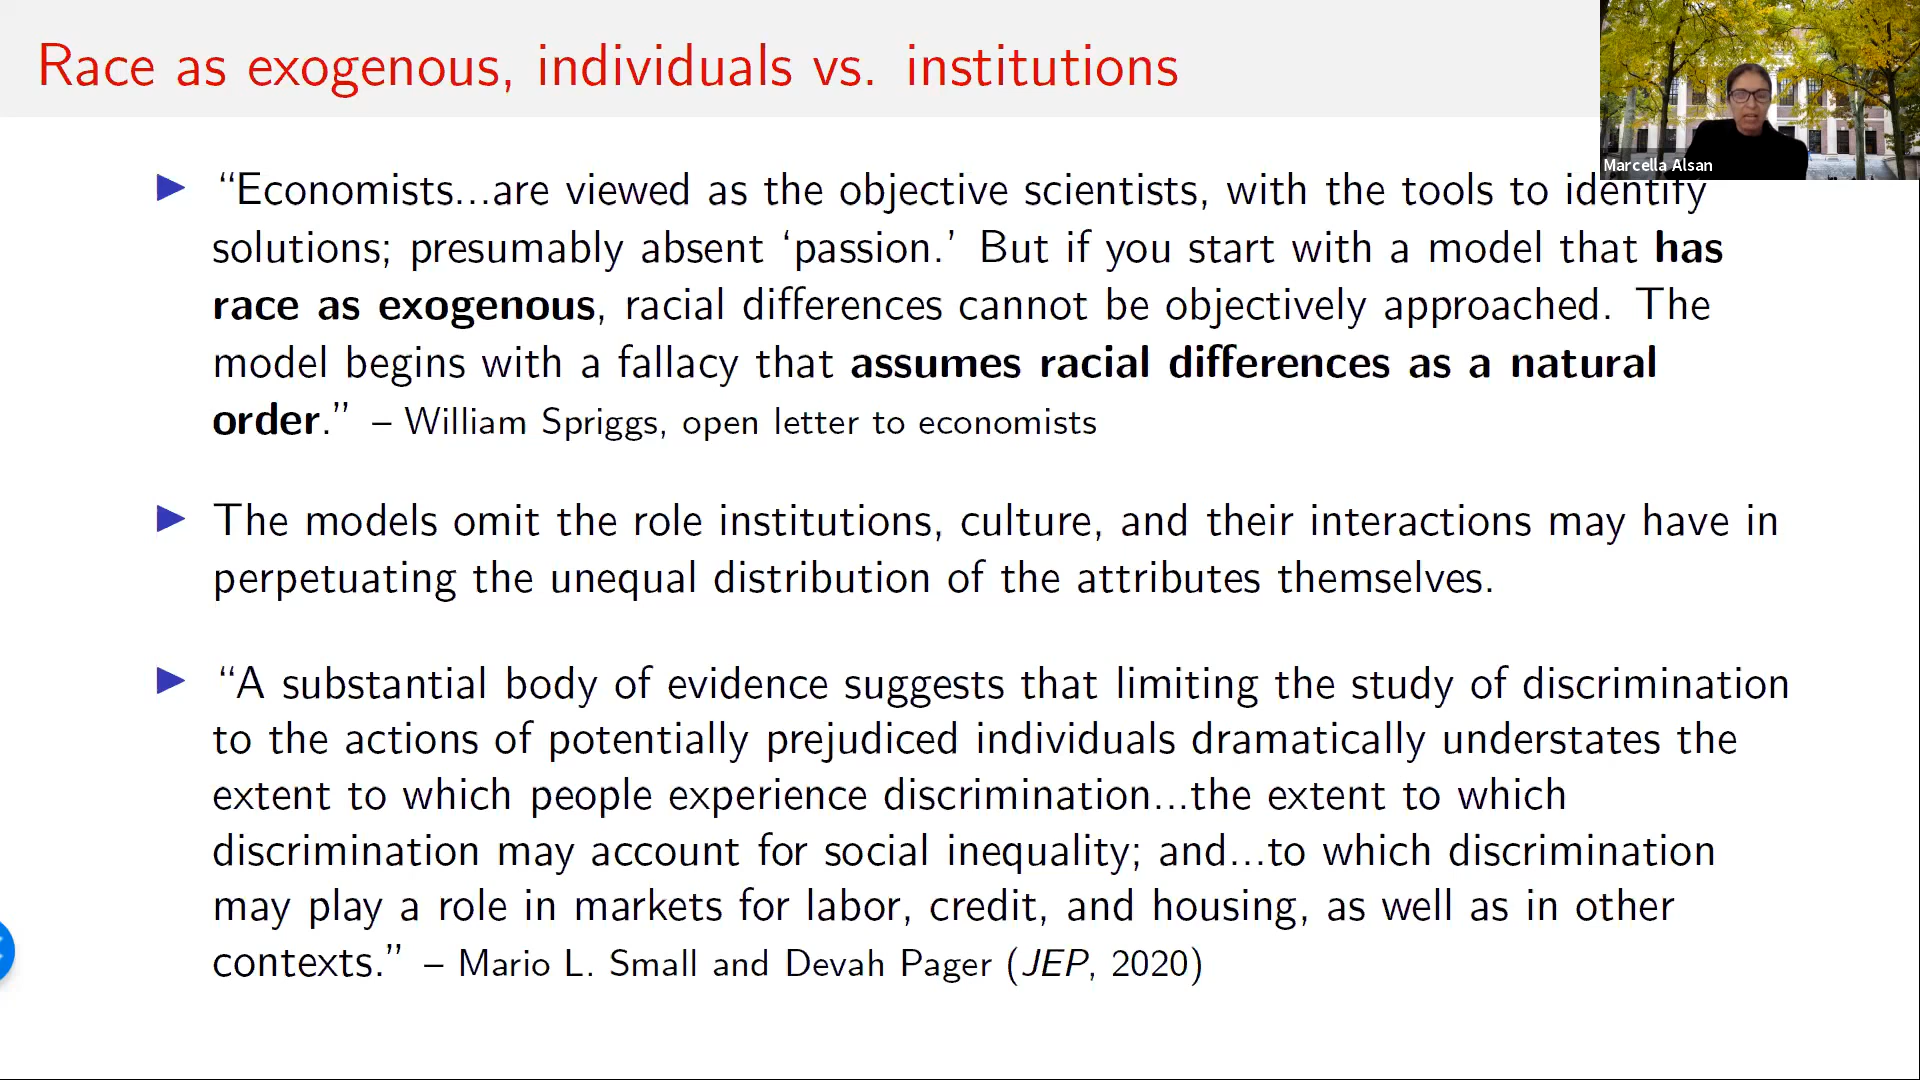 Race as exogenous, individuals vs. institutions
Marcella Alsan
▶ “Economists...are viewed as the objective scientists, with the tools to identify
solutions; presumably absent ‘passion.’ But if you start with a model that has
race as exogenous, racial differences cannot be objectively approached. The
model begins with a fallacy that assumes racial differences as a natural
order.” – William Spriggs, open letter to economists
▶ The models omit the role institutions, culture, and their interactions may have in
perpetuating the unequal distribution of the attributes themselves.
▶ “A substantial body of evidence suggests that limiting the study of discrimination
to the actions of potentially prejudiced individuals dramatically understates the
extent to which people experience discrimination...the extent to which
discrimination may account for social inequality; and...to which discrimination
may play a role in markets for labor, credit, and housing, as well as in other
contexts.” – Mario L. Small and Devah Pager (JEP, 2020)